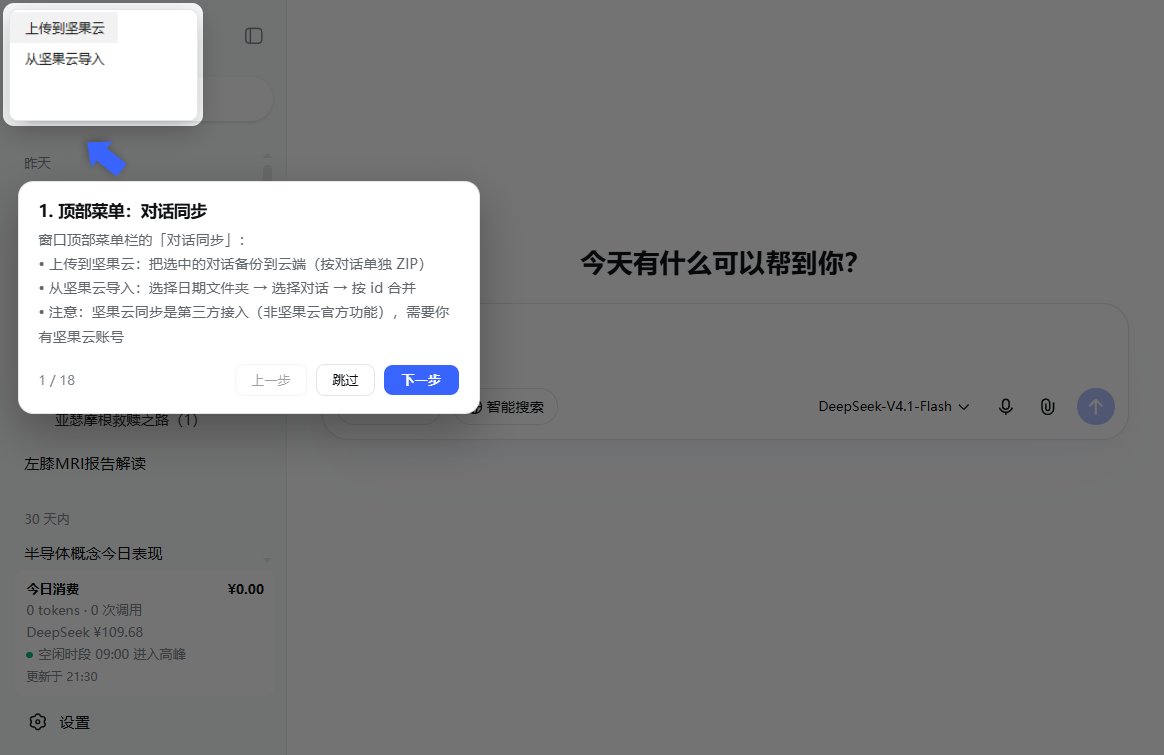 上传到坚果云
从坚果云导入
昨天
1. 顶部菜单：对话同步
窗口顶部菜单栏的「对话同步」：
• 上传到坚果云：把选中的对话备份到云端（按对话单独 ZIP）
• 从坚果云导入：选择日期文件夹 → 选择对话 → 按 id 合并
• 注意：坚果云同步是第三方接入（非坚果云官方功能），需要你
有坚果云账号
1 / 18
上一步
跳过
下一步
今天有什么可以帮到你？
智能搜索
DeepSeek-V4.1-Flash
亚瑟摩根救赎之路（1）
左膝MRI报告解读
30 天内
半导体概念今日表现
今日消费 ¥0.00
0 tokens · 0 次调用
DeepSeek ¥109.68
空闲时段 09:00 进入高峰
更新于 21:30
设置